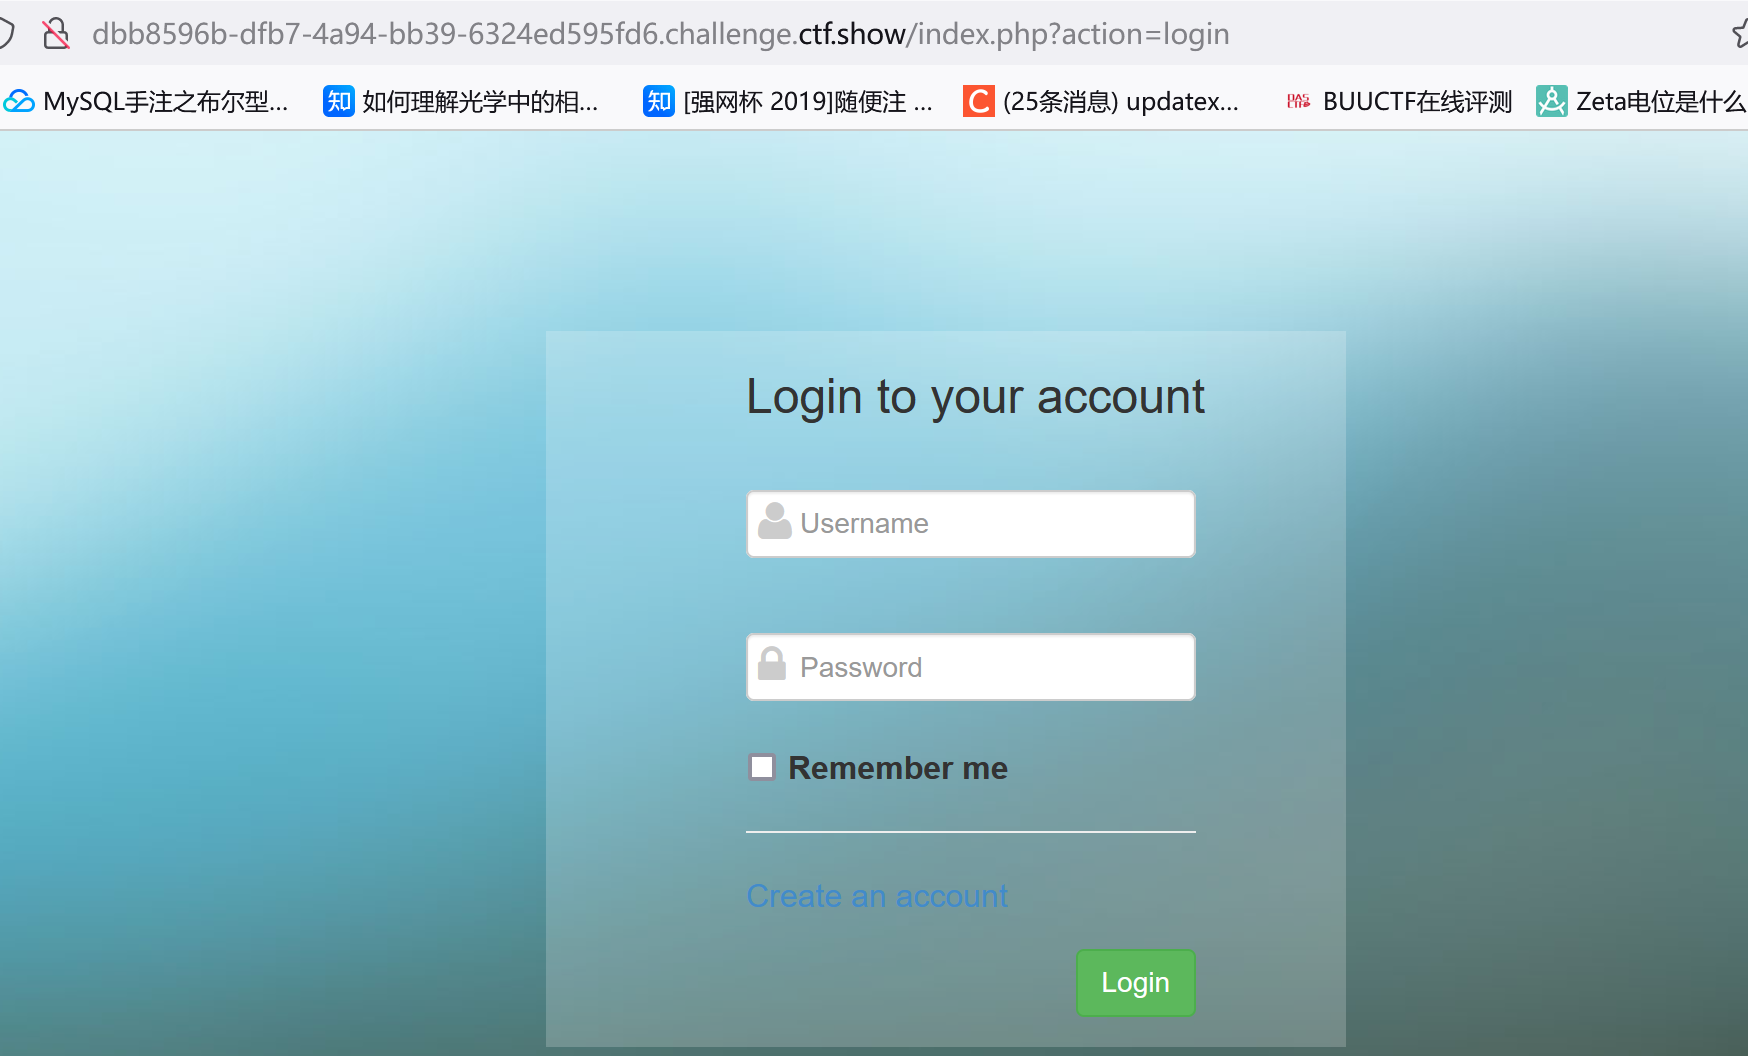 dbb8596b-dfb7-4a94-bb39-6324ed595fd6.challenge.ctf.show/index.php?action=login
MySQL手注之布尔型... 知 如何理解光学中的相... 知 [强网杯 2019]随便注 ... C (25条消息) updatex... DAS CTF BUUCTF在线评测 Zeta电位是什么
Login to your account
Username
Password
Remember me
Create an account
Login